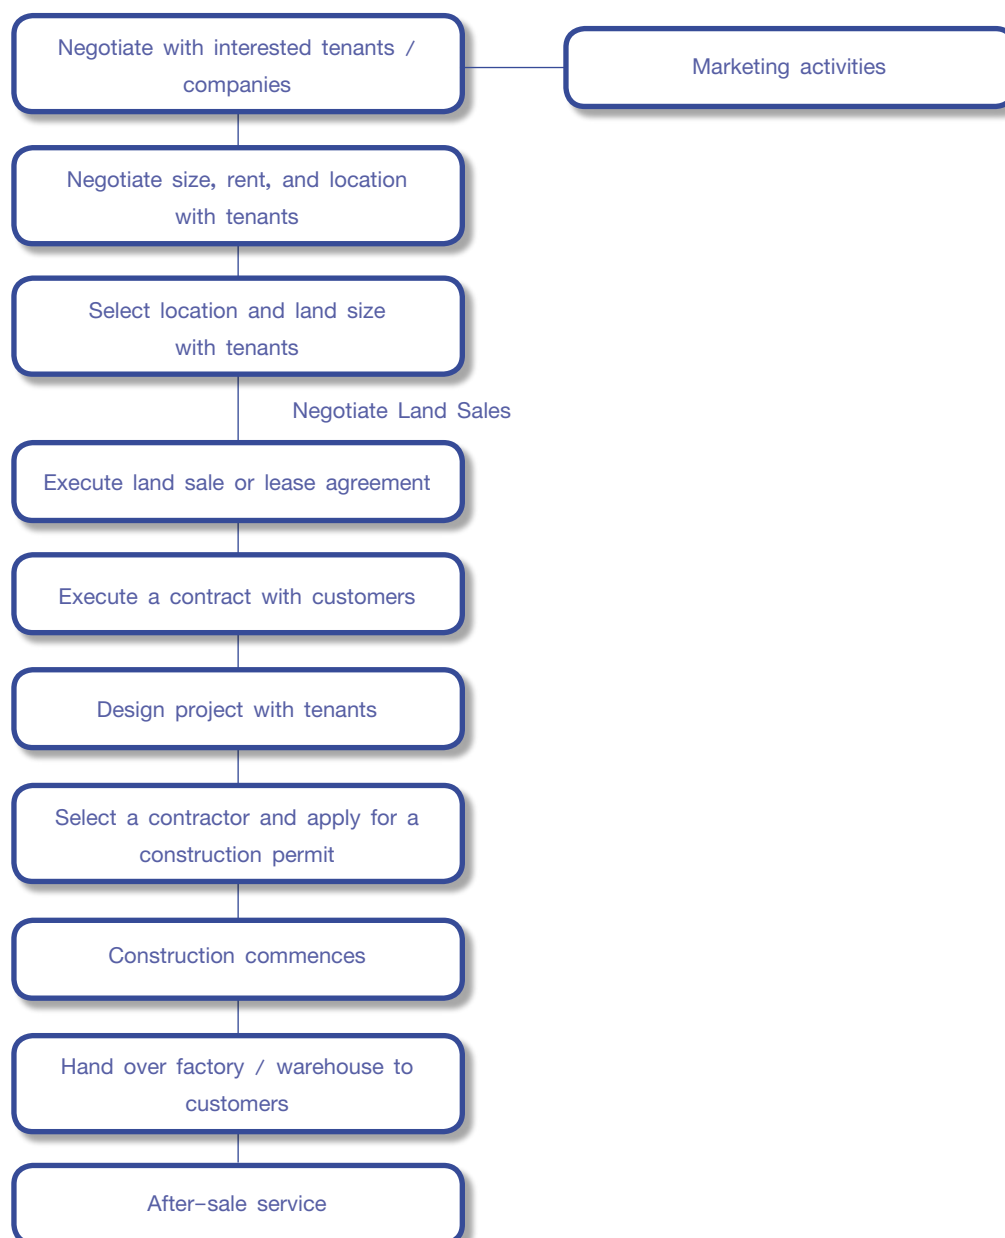 Negotiate with interested tenants /
companies
Marketing activities
Negotiate size, rent, and location
with tenants
Select location and land size
with tenants
Negotiate Land Sales
Execute land sale or lease agreement
Execute a contract with customers
Design project with tenants
Select a contractor and apply for a
construction permit
Construction commences
Hand over factory / warehouse to
customers
After-sale service